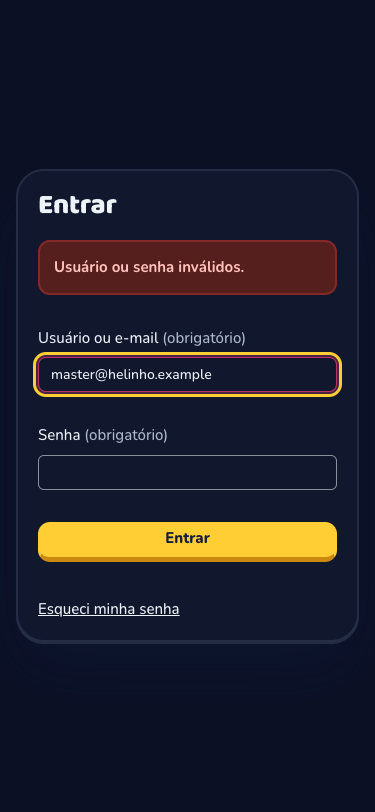 Entrar
Usuário ou senha inválidos.
Usuário ou e-mail (obrigatório)
master@helinho.example
Senha (obrigatório)
Entrar
Esqueci minha senha